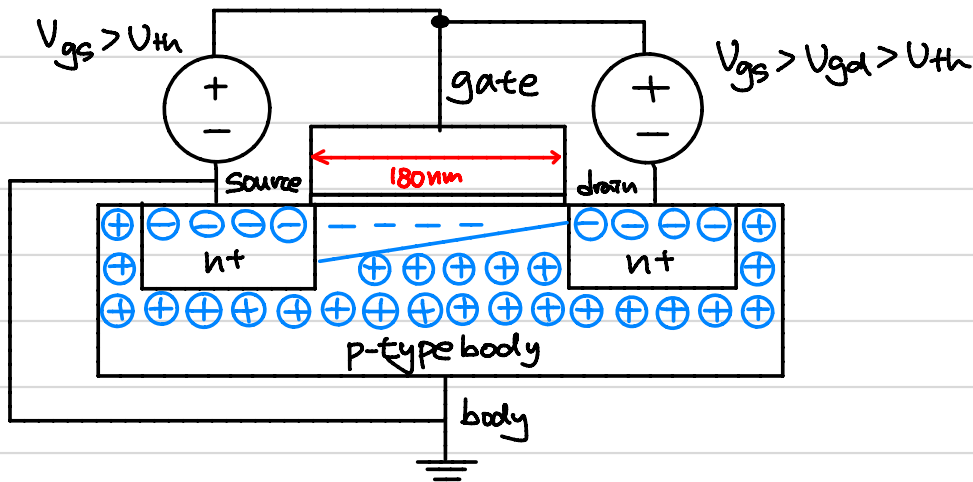 Vgs > Vth
+
−
gate
+
−
Vgs > Vgd > Vth
180nm
source
drain
n+
n+
p-type body
body